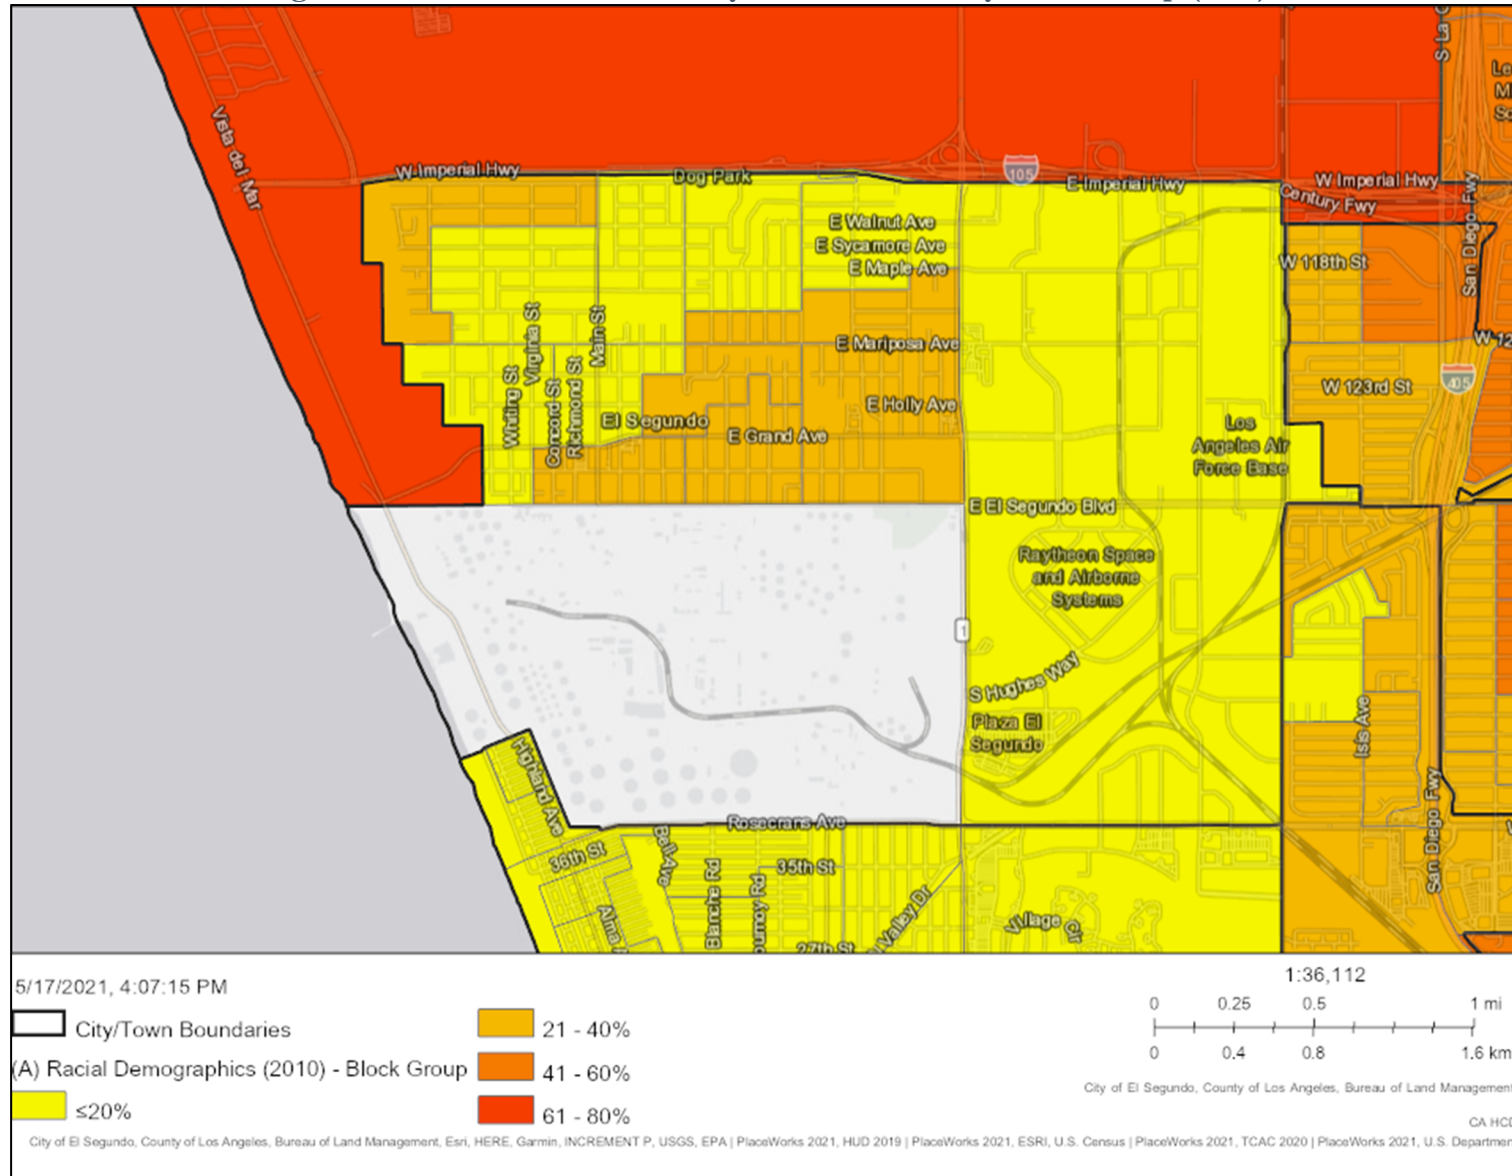 Vista del Mar
W Imperial Hwy
Dog Park
105
E Imperial Hwy
W Imperial Hwy
Century Fwy
San Diego Fwy
E Walnut Ave
E Sycamore Ave
E Maple Ave
W 118th St
Virginia St
Main St
E Mariposa Ave
Whiting St
Concord St
Richmond St
W 123rd St
405
E Holly Ave
El Segundo
E Grand Ave
Los
Angeles Air
Force Base
E El Segundo Blvd
Raytheon Space
and Airborne
Systems
1
S Hughes Way
Plaza El
Segundo
Isis Ave
Highland Ave
Rosecrans Ave
San Diego Fwy
36th St
Bell Ave
Blanche Rd
35th St
Valley Dr
Village Cir
27th St
Alma
5/17/2021, 4:07:15 PM
City/Town Boundaries
(A) Racial Demographics (2010) - Block Group
≤20%
21 - 40%
41 - 60%
61 - 80%
1:36,112
0 0.25 0.5 1 mi
0 0.4 0.8 1.6 km
City of El Segundo, County of Los Angeles, Bureau of Land Management
CA HCD
City of El Segundo, County of Los Angeles, Bureau of Land Management, Esri, HERE, Garmin, INCREMENT P, USGS, EPA | PlaceWorks 2021, HUD 2019 | PlaceWorks 2021, ESRI, U.S. Census | PlaceWorks 2021, TCAC 2020 | PlaceWorks 2021, U.S. Departmen